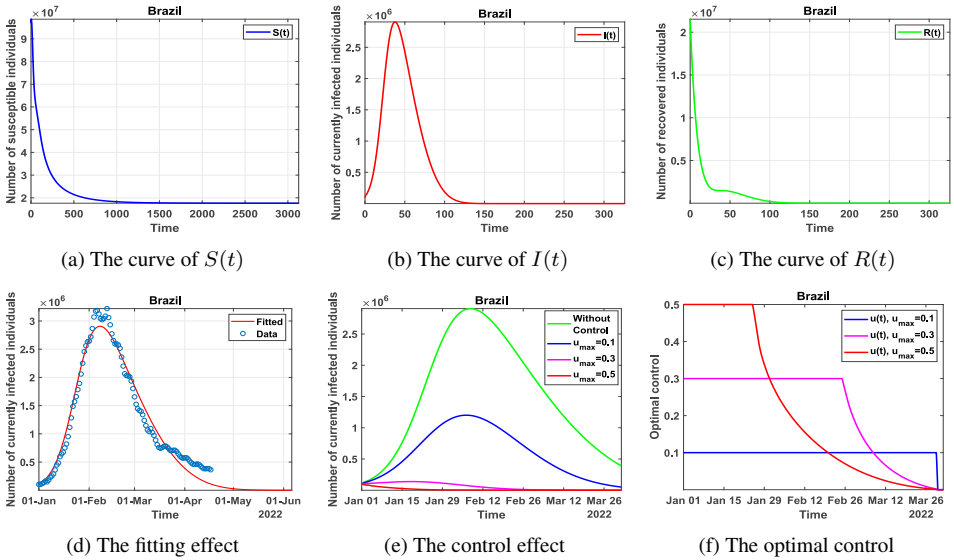 Brazil
×10^7
Number of susceptible individuals
9
8
7
6
5
4
3
2
0
500
1000
1500
2000
2500
3000
Time
S(t)
(a) The curve of S(t)
Brazil
×10^6
Number of currently infected individuals
2.5
2
1.5
1
0.5
0
50
100
150
200
250
300
Time
I(t)
(b) The curve of I(t)
Brazil
×10^7
Number of recovered individuals
2
1.5
1
0.5
0
50
100
150
200
250
300
Time
R(t)
(c) The curve of R(t)
Brazil
×10^6
Number of currently infected individuals
3
2.5
2
1.5
1
0.5
01-Jan 01-Feb 01-Mar 01-Apr 01-May 01-Jun
Time
2022
Fitted
Data
(d) The fitting effect
Brazil
×10^6
Number of currently infected individuals
2.5
2
1.5
1
0.5
Jan 01 Jan 15 Jan 29 Feb 12 Feb 26 Mar 12 Mar 26
Time
2022
Without
Control
u_max=0.1
u_max=0.3
u_max=0.5
(e) The control effect
Brazil
Optimal control
0.5
0.4
0.3
0.2
0.1
Jan 01 Jan 15 Jan 29 Feb 12 Feb 26 Mar 12 Mar 26
Time
2022
u(t), u_max=0.1
u(t), u_max=0.3
u(t), u_max=0.5
(f) The optimal control